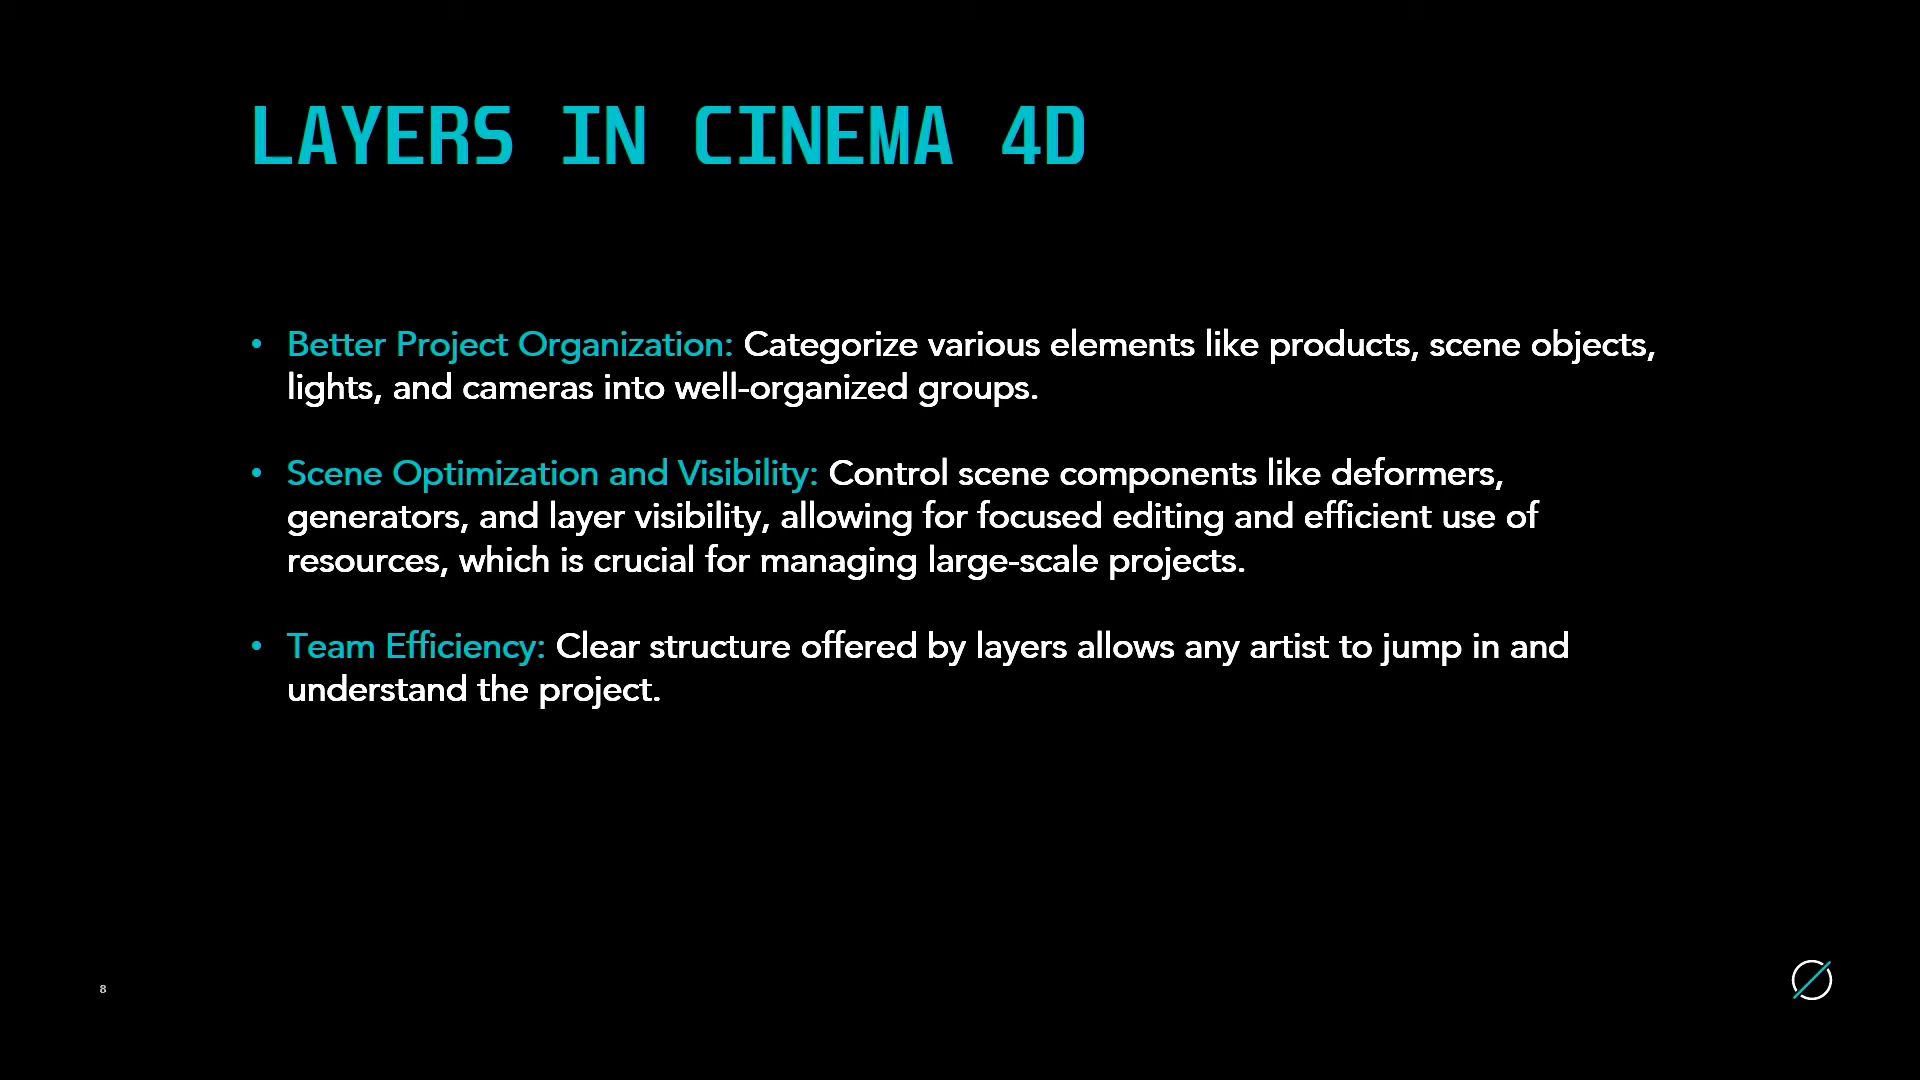 LAYERS IN CINEMA 4D
• Better Project Organization: Categorize various elements like products, scene objects,
lights, and cameras into well-organized groups.
• Scene Optimization and Visibility: Control scene components like deformers,
generators, and layer visibility, allowing for focused editing and efficient use of
resources, which is crucial for managing large-scale projects.
• Team Efficiency: Clear structure offered by layers allows any artist to jump in and
understand the project.
8